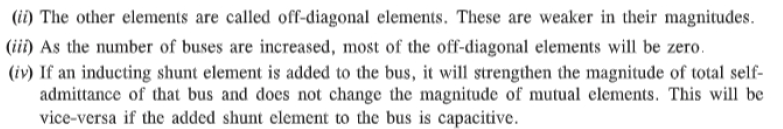 (ii) The other elements are called off-diagonal elements. These are weaker in their magnitudes.
(iii) As the number of buses are increased, most of the off-diagonal elements will be zero.
(iv) If an inducting shunt element is added to the bus, it will strengthen the magnitude of total self-
admittance of that bus and does not change the magnitude of mutual elements. This will be
vice-versa if the added shunt element to the bus is capacitive.